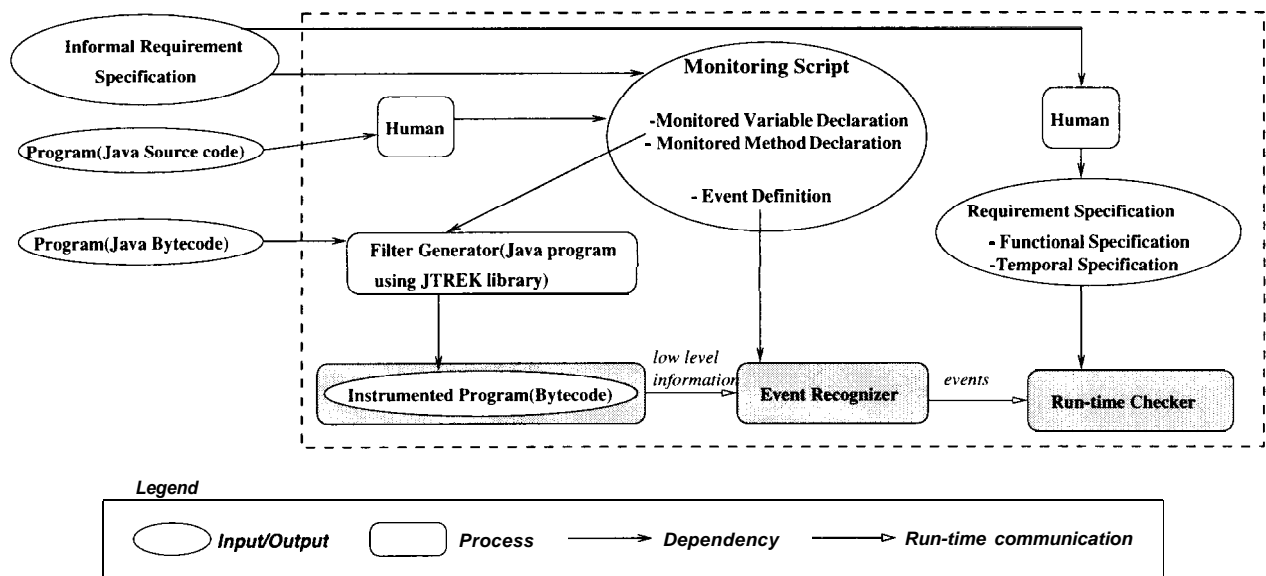 Informal Requirement
Specification
Monitoring Script
-Monitored Variable Declaration
- Monitored Method Declaration
- Event Definition
Human
Human
Program(Java Source code)
Program(Java Bytecode)
Filter Generator(Java program
using JTREK library)
Requirement Specification
- Functional Specification
-Temporal Specification
Instrumented Program(Bytecode)
low level
information
Event Recognizer
events
Run-time Checker
Legend
Input/Output
Process
Dependency
Run-time communication